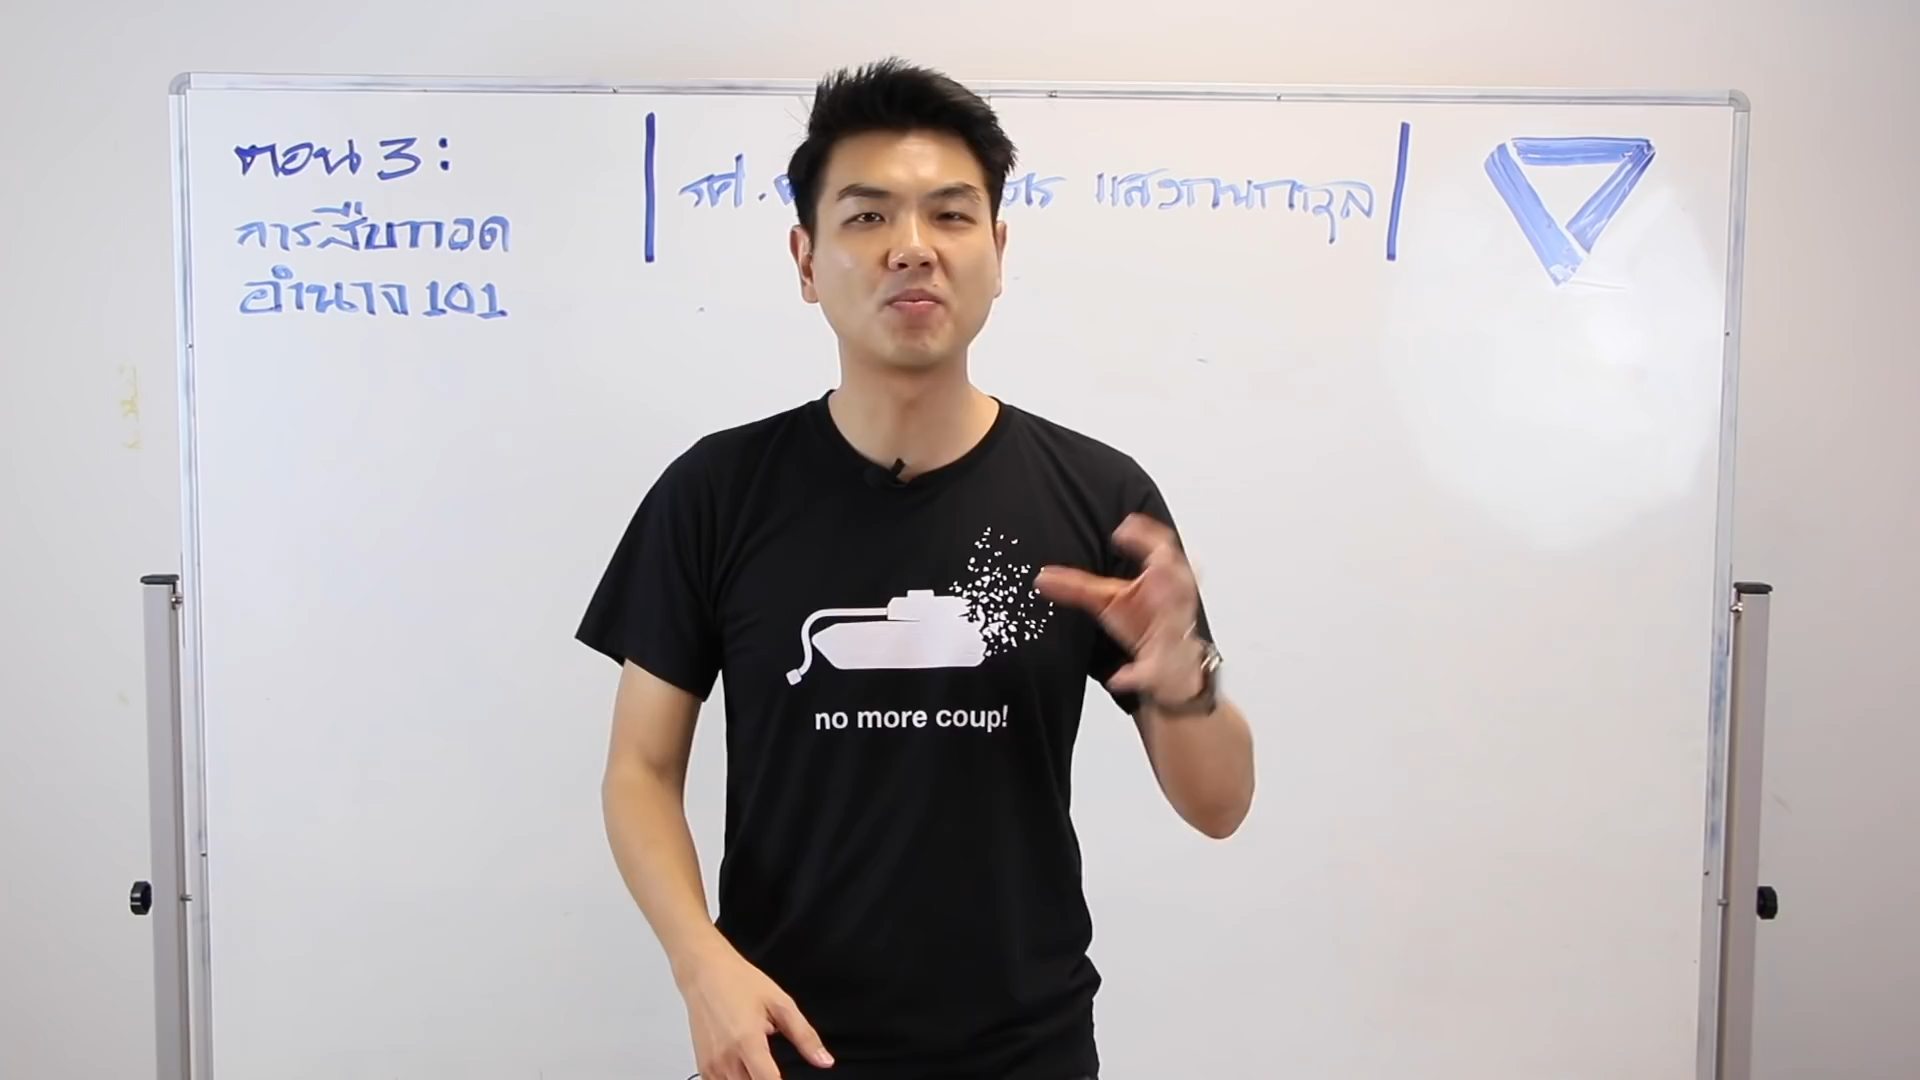 ตอน 3:
การสืบทอด
อำนาจ 101
รศ.
แสงกนกกุล
no more coup!